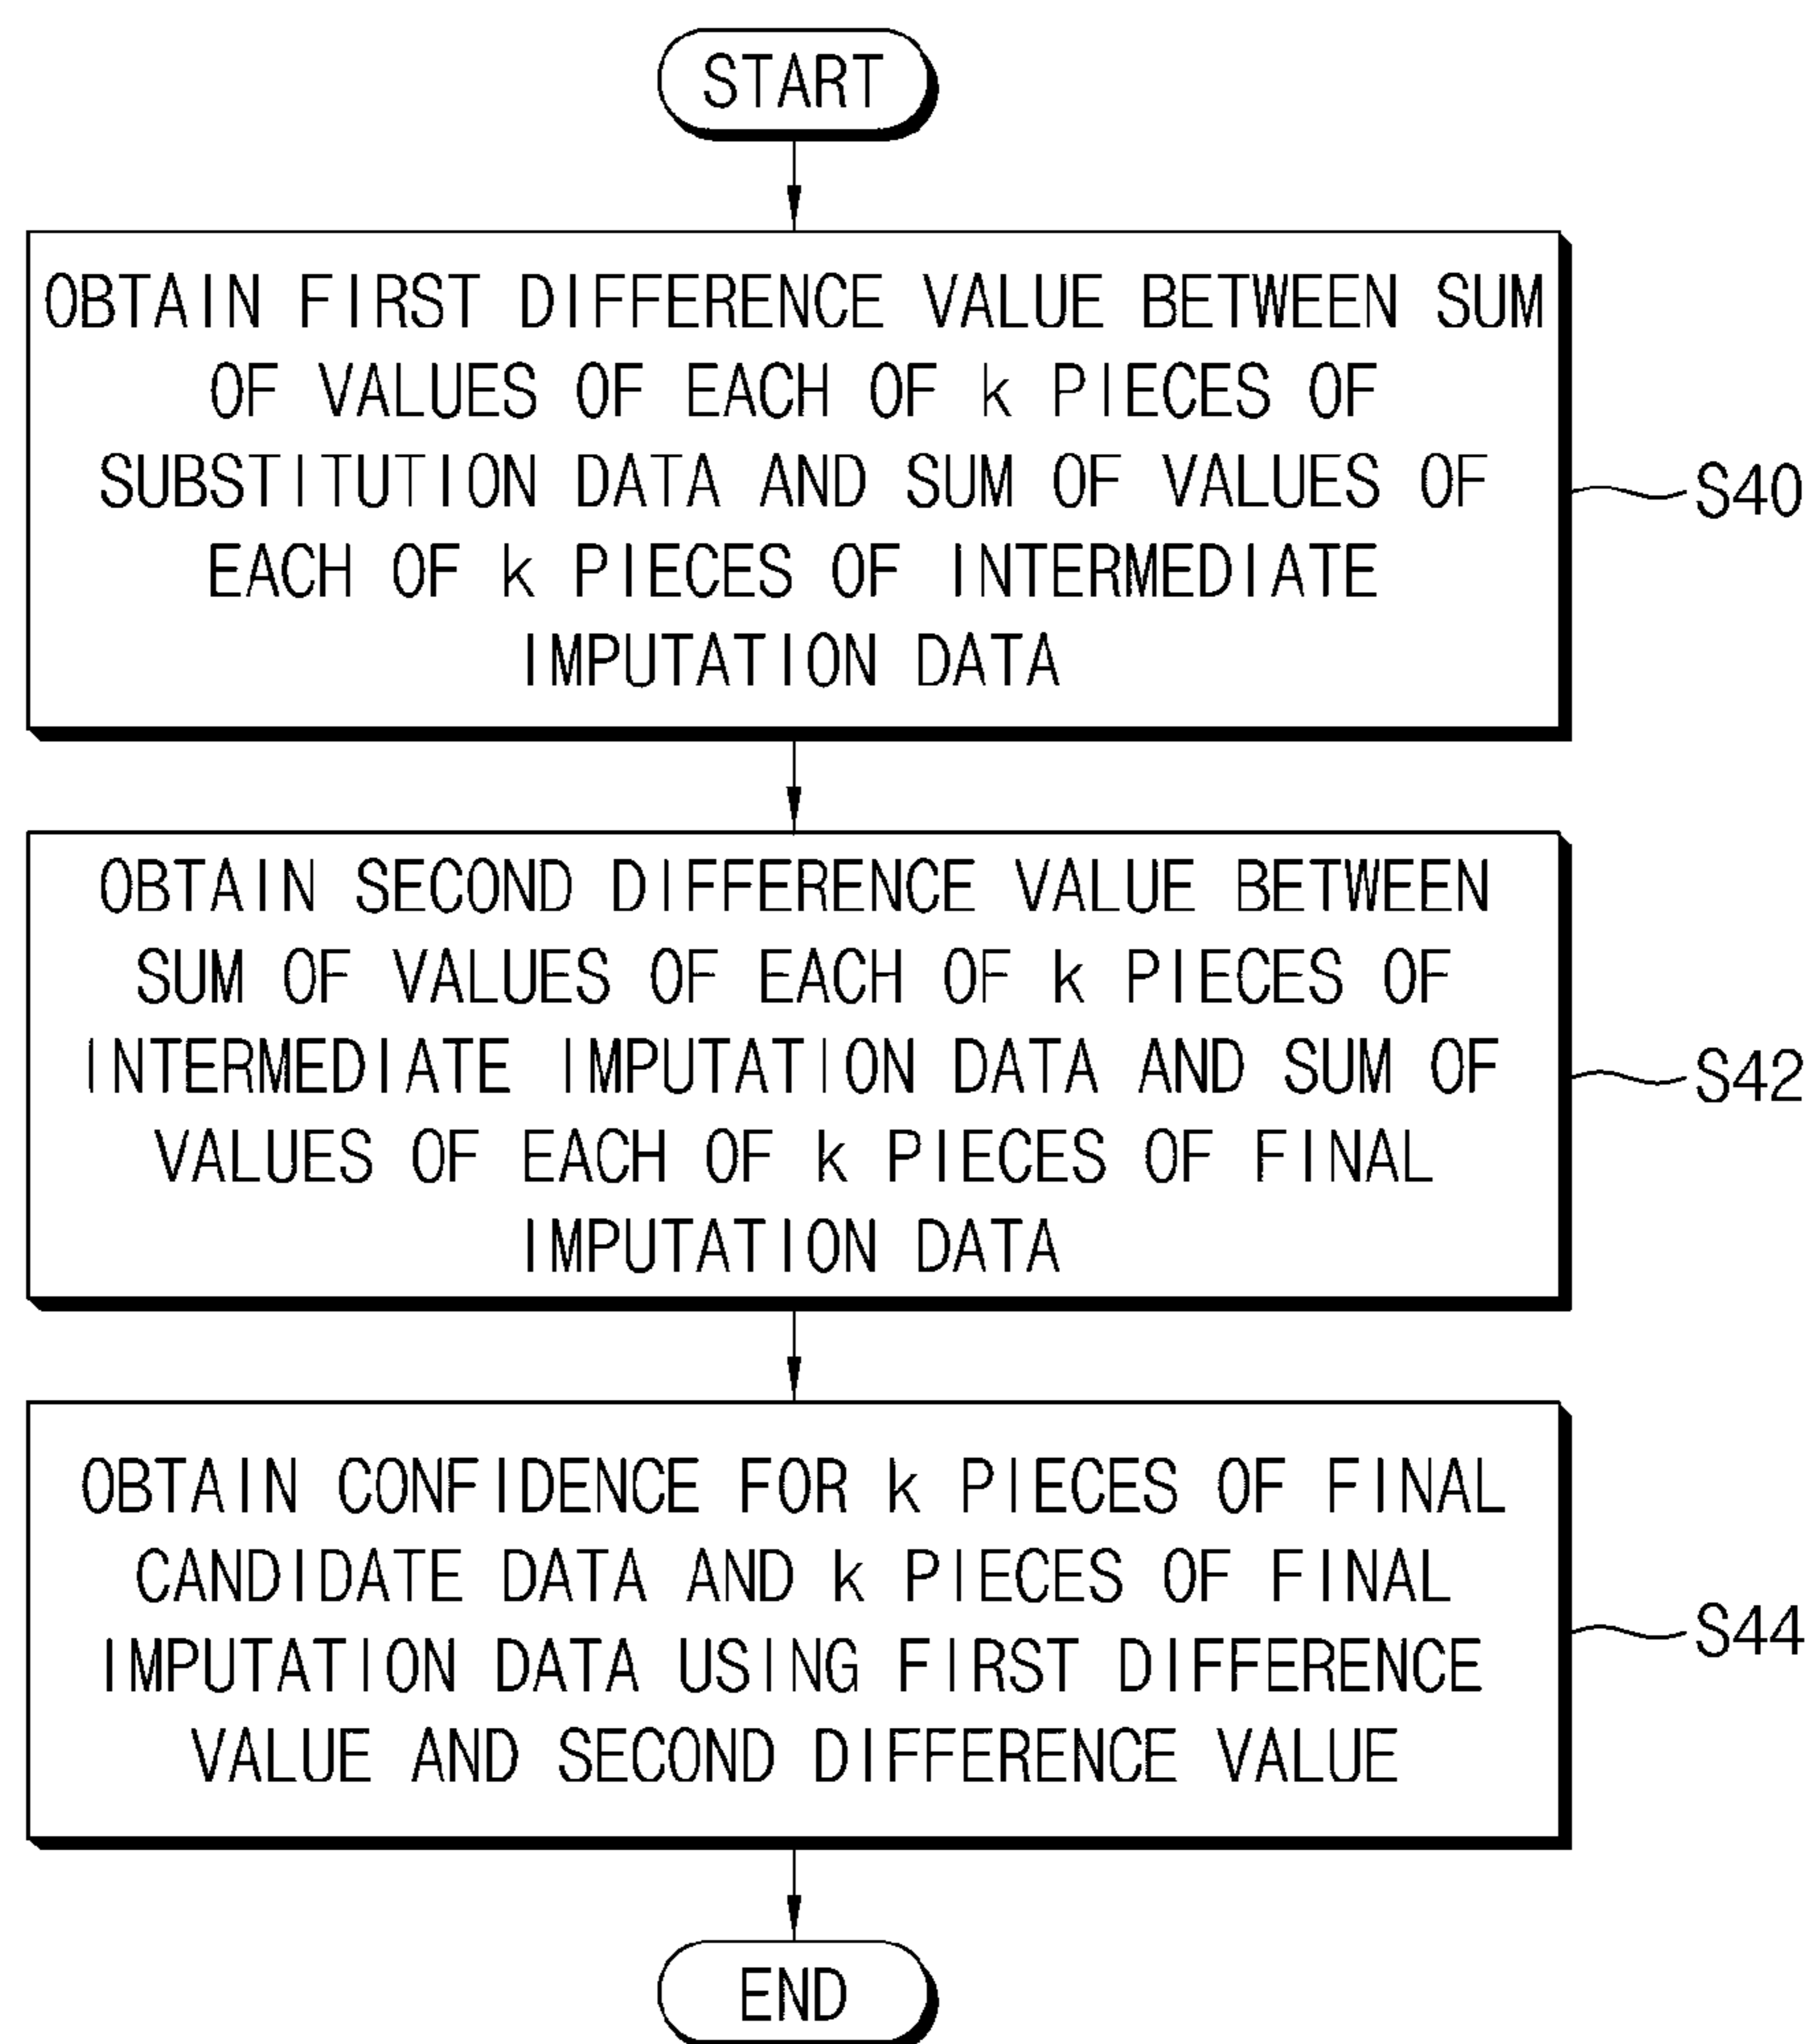 START
OBTAIN FIRST DIFFERENCE VALUE BETWEEN SUM
OF VALUES OF EACH OF k PIECES OF
SUBSTITUTION DATA AND SUM OF VALUES OF
EACH OF k PIECES OF INTERMEDIATE
IMPUTATION DATA
S40
OBTAIN SECOND DIFFERENCE VALUE BETWEEN
SUM OF VALUES OF EACH OF k PIECES OF
INTERMEDIATE IMPUTATION DATA AND SUM OF
VALUES OF EACH OF k PIECES OF FINAL
IMPUTATION DATA
S42
OBTAIN CONFIDENCE FOR k PIECES OF FINAL
CANDIDATE DATA AND k PIECES OF FINAL
IMPUTATION DATA USING FIRST DIFFERENCE
VALUE AND SECOND DIFFERENCE VALUE
S44
END